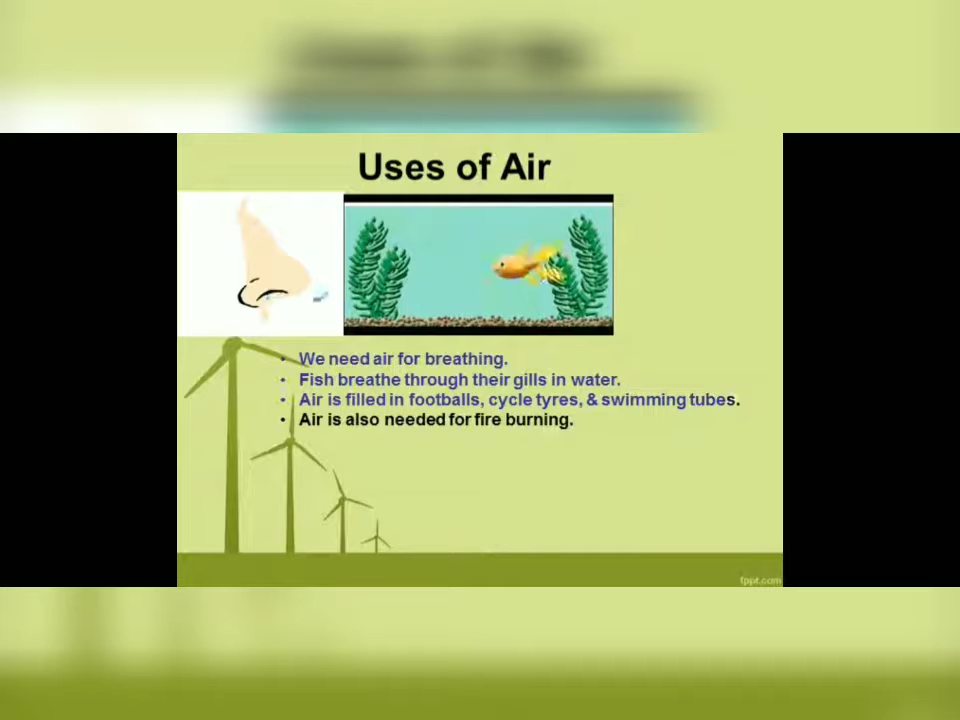 Uses of Air
• We need air for breathing.
• Fish breathe through their gills in water.
• Air is filled in footballs, cycle tyres, & swimming tubes.
• Air is also needed for fire burning.
fppt.com